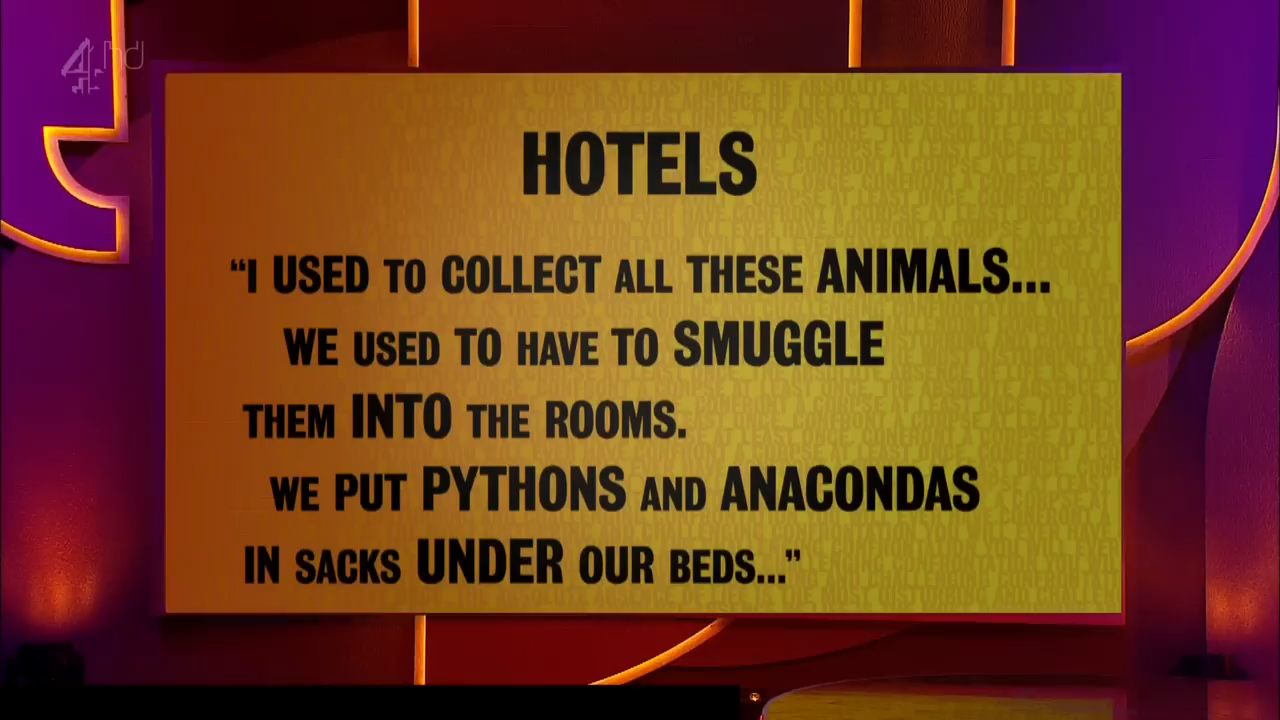 4hd
HOTELS
“I USED TO COLLECT ALL THESE ANIMALS...
WE USED TO HAVE TO SMUGGLE
THEM INTO THE ROOMS.
WE PUT PYTHONS AND ANACONDAS
IN SACKS UNDER OUR BEDS...”